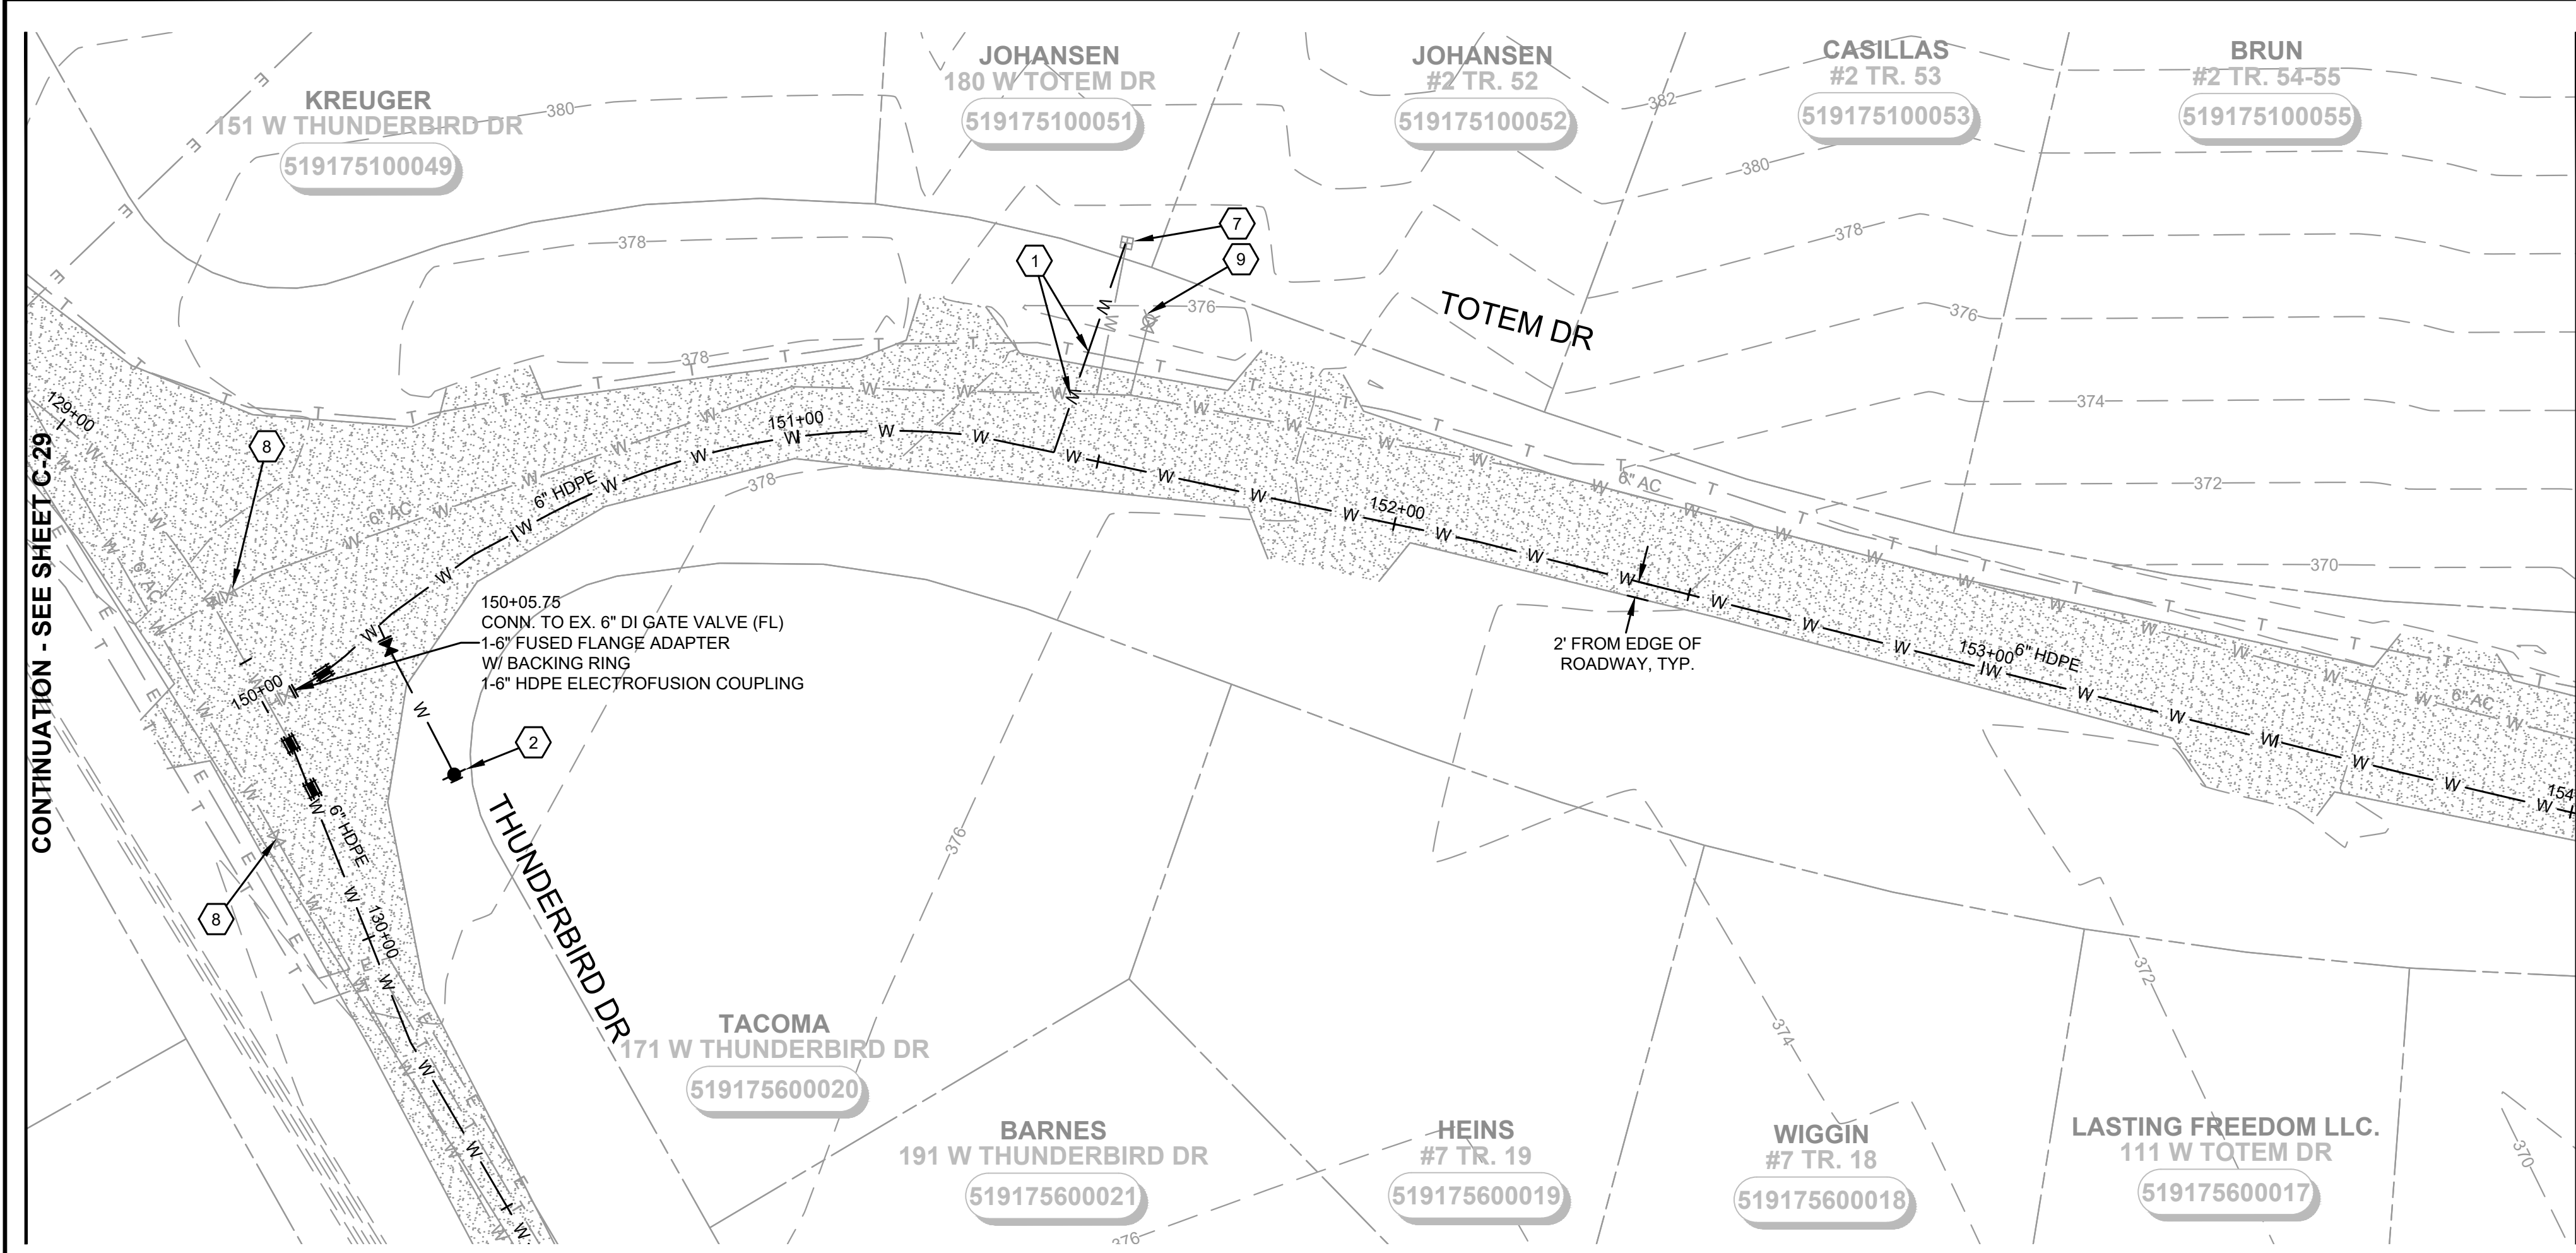 CONTINUATION - SEE SHEET C-29
KREUGER
151 W THUNDERBIRD DR
519175100049
JOHANSEN
180 W TOTEM DR
519175100051
JOHANSEN
#2 TR. 52
519175100052
CASILLAS
#2 TR. 53
519175100053
BRUN
#2 TR. 54-55
519175100055
380
382
380
378
378
376
376
378
378
374
372
370
7
1
9
8
TOTEM DR
129+00
151+00
6" HDPE
6" AC
6" AC
6" AC
152+00
150+05.75
CONN. TO EX. 6" DI GATE VALVE (FL)
1-6" FUSED FLANGE ADAPTER
W/ BACKING RING
1-6" HDPE ELECTROFUSION COUPLING
2' FROM EDGE OF
ROADWAY, TYP.
153+00
6" HDPE
6" AC
154
150+00
2
8
6" HDPE
130+00
THUNDERBIRD DR
376
374
372
370
376
TACOMA
171 W THUNDERBIRD DR
519175600020
BARNES
191 W THUNDERBIRD DR
519175600021
HEINS
#7 TR. 19
519175600019
WIGGIN
#7 TR. 18
519175600018
LASTING FREEDOM LLC.
111 W TOTEM DR
519175600017